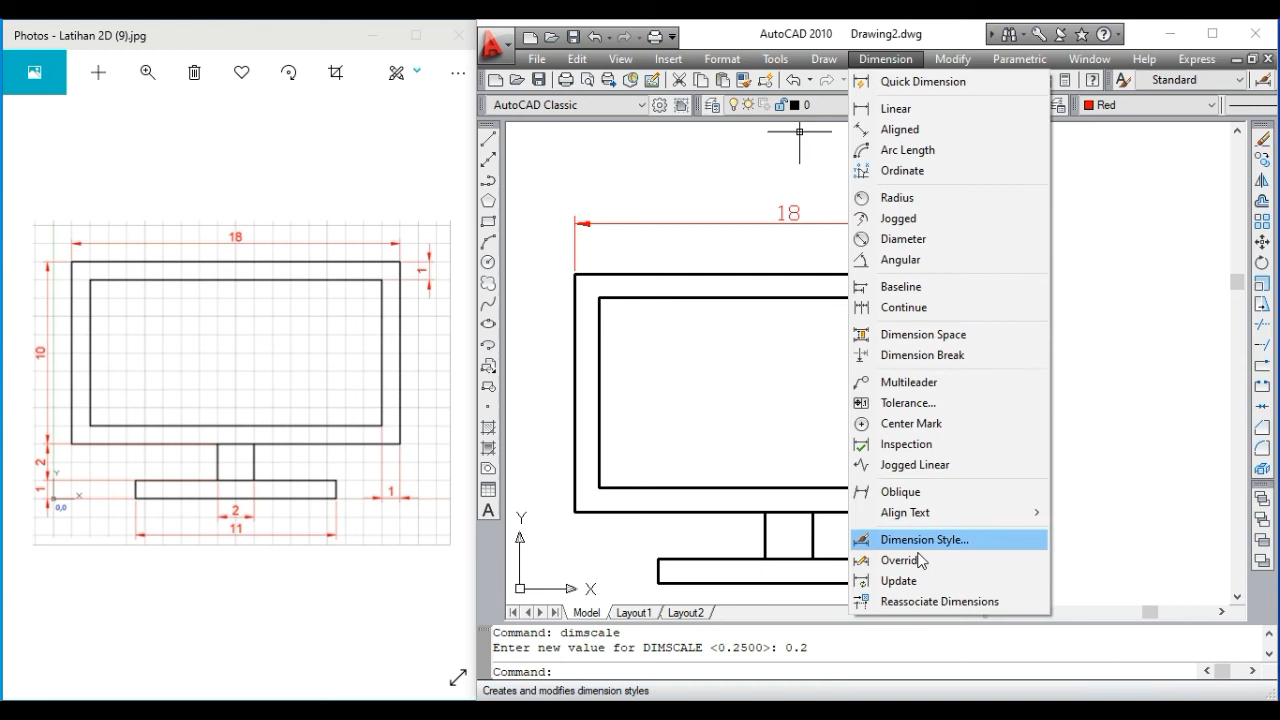 Photos - Latihan 2D (9).jpg
18
1
10
2
1
Y
X
0,0
1
2
11
AutoCAD 2010 Drawing2.dwg
File Edit View Insert Format Tools Draw Dimension Modify Parametric Window Help Express
Standard
AutoCAD Classic
0
Red
Quick Dimension
Linear
Aligned
Arc Length
Ordinate
Radius
Jogged
Diameter
Angular
Baseline
Continue
Dimension Space
Dimension Break
Multileader
Tolerance...
Center Mark
Inspection
Jogged Linear
Oblique
Align Text
Dimension Style...
Overrid
Update
Reassociate Dimensions
18
Y
X
A
Model Layout1 Layout2
Command: dimscale
Enter new value for DIMSCALE <0.2500>: 0.2
Command:
Creates and modifies dimension styles